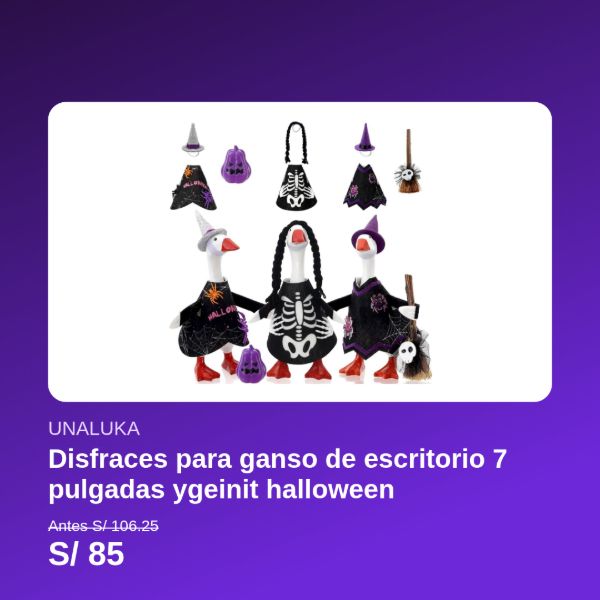 UNALUKA
Disfraces para ganso de escritorio 7
pulgadas ygeinit halloween
Antes S/ 106.25
S/ 85